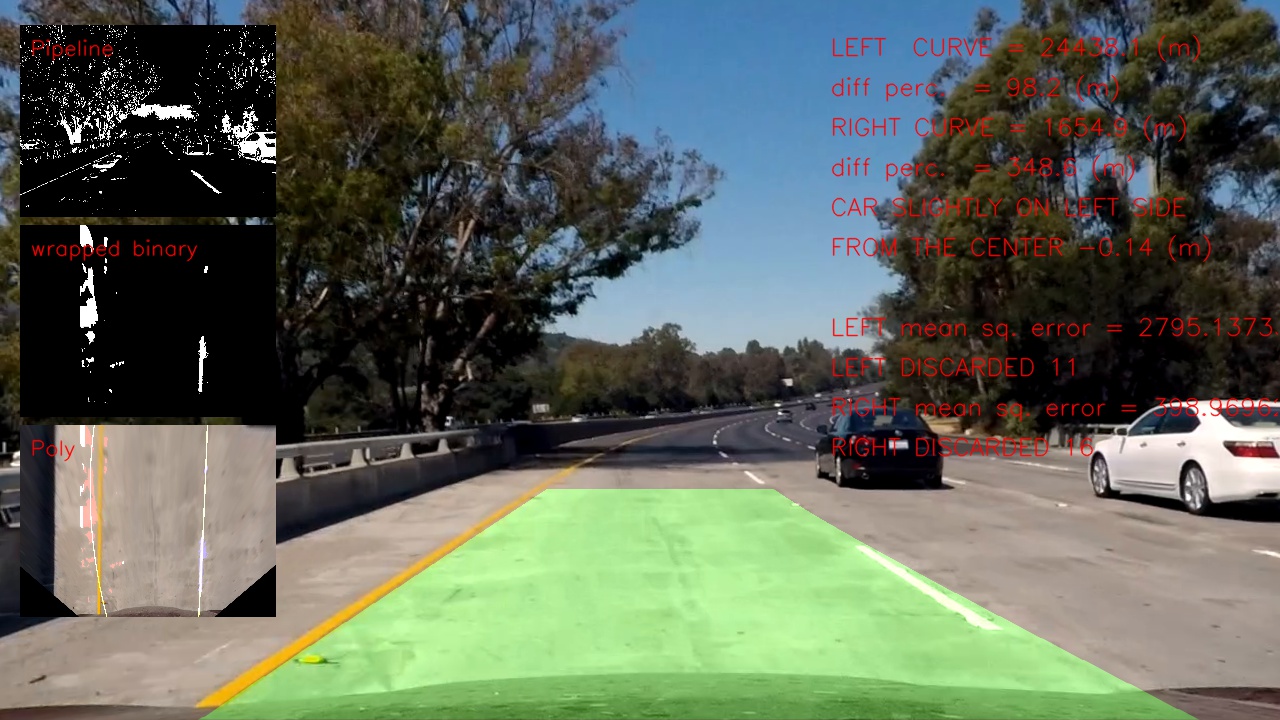 Pipeline
wrapped binary
Poly
LEFT CURVE = 24438.1 (m)
diff perc. = 98.2 (m)
RIGHT CURVE = 1654.9 (m)
diff perc. = 348.6 (m)
CAR SLIGHTLY ON LEFT SIDE
FROM THE CENTER -0.14 (m)
LEFT mean sq. error = 2795.1373
LEFT DISCARDED 11
RIGHT mean sq. error = 398.9696
RIGHT DISCARDED 16